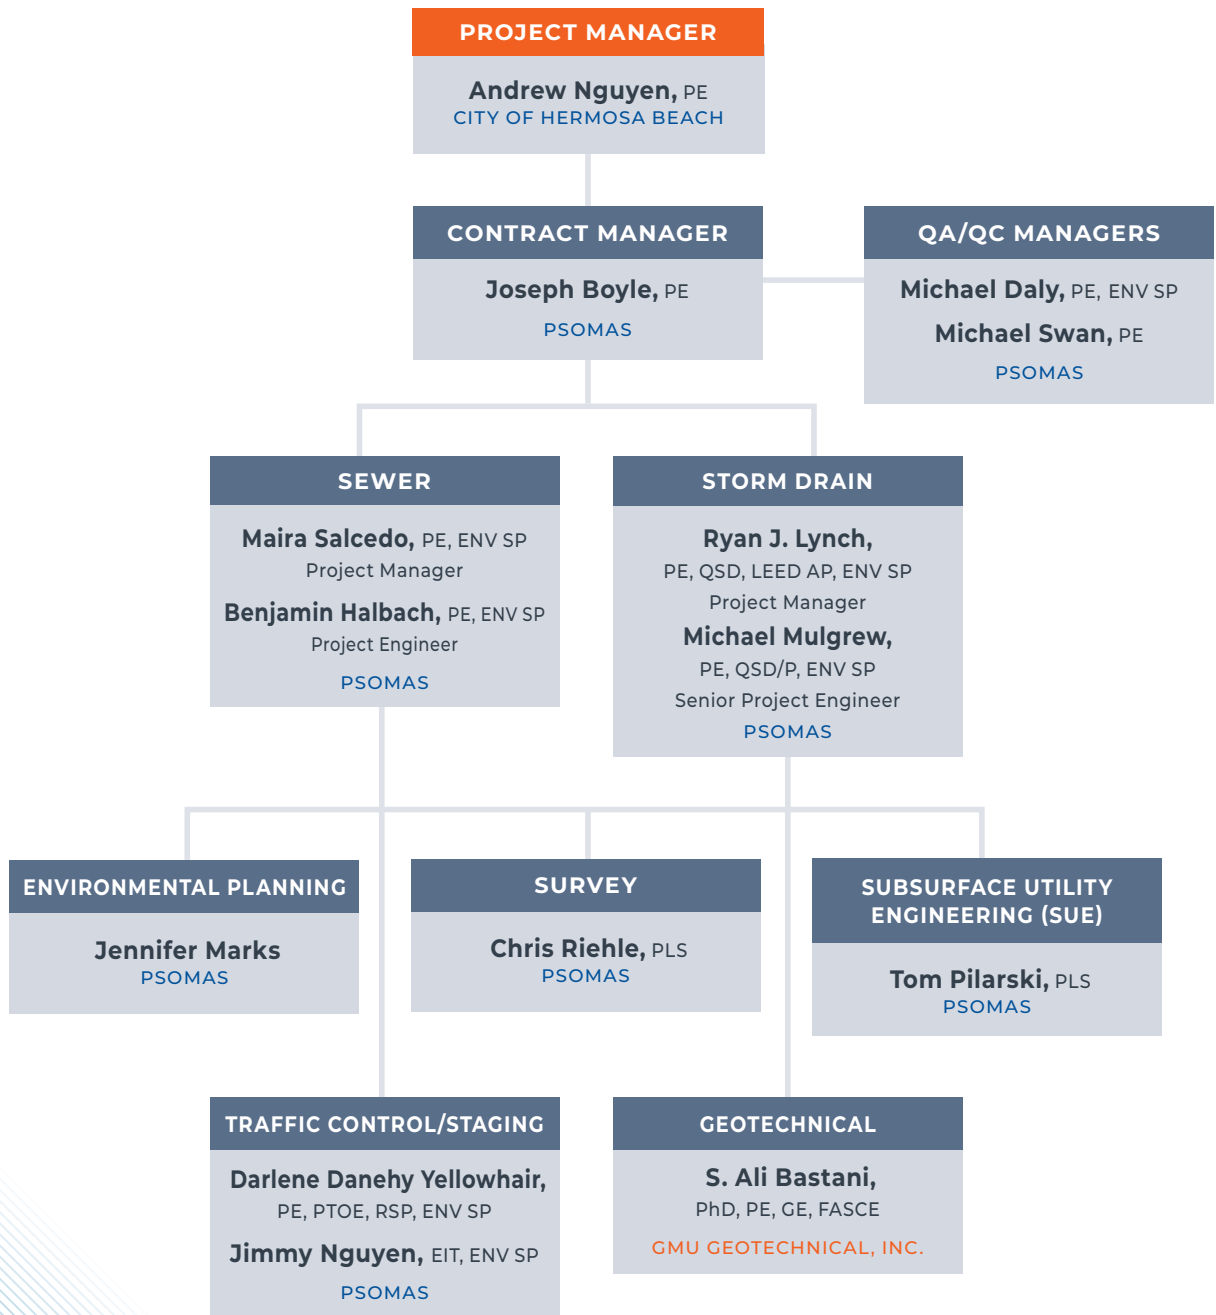 PROJECT MANAGER
Andrew Nguyen, PE
CITY OF HERMOSA BEACH
CONTRACT MANAGER
Joseph Boyle, PE
PSOMAS
QA/QC MANAGERS
Michael Daly, PE, ENV SP
Michael Swan, PE
PSOMAS
SEWER
Maira Salcedo, PE, ENV SP
Project Manager
Benjamin Halbach, PE, ENV SP
Project Engineer
PSOMAS
STORM DRAIN
Ryan J. Lynch,
PE, QSD, LEED AP, ENV SP
Project Manager
Michael Mulgrew,
PE, QSD/P, ENV SP
Senior Project Engineer
PSOMAS
ENVIRONMENTAL PLANNING
Jennifer Marks
PSOMAS
SURVEY
Chris Riehle, PLS
PSOMAS
SUBSURFACE UTILITY
ENGINEERING (SUE)
Tom Pilarski, PLS
PSOMAS
TRAFFIC CONTROL/STAGING
Darlene Danehy Yellowhair,
PE, PTOE, RSP, ENV SP
Jimmy Nguyen, EIT, ENV SP
PSOMAS
GEOTECHNICAL
S. Ali Bastani,
PhD, PE, GE, FASCE
GMU GEOTECHNICAL, INC.